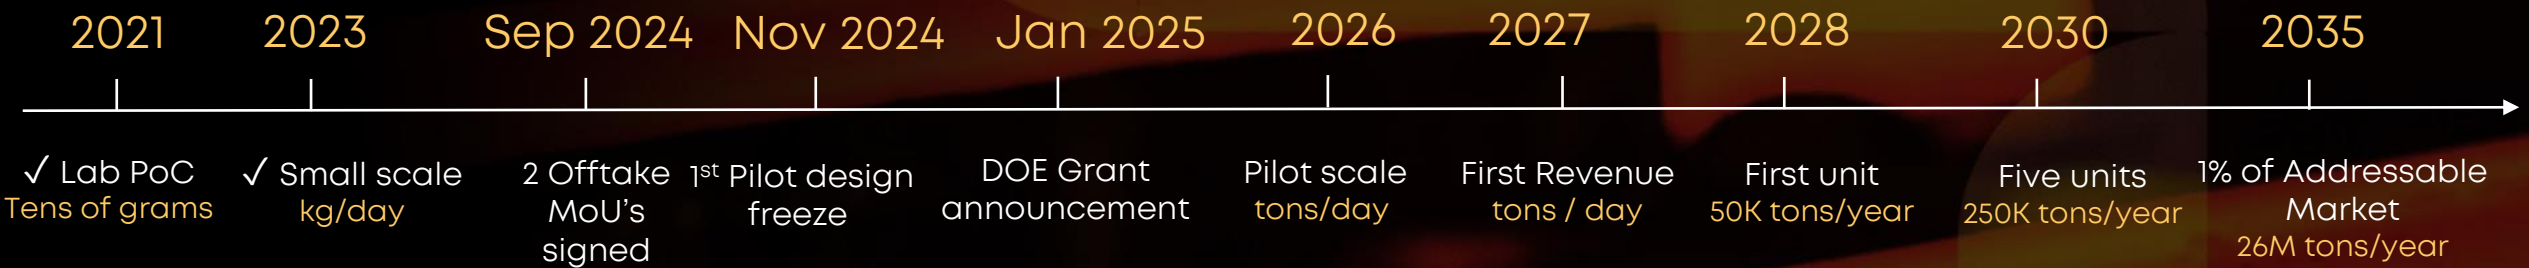 2021
2023
Sep 2024
Nov 2024
Jan 2025
2026
2027
2028
2030
2035
✓ Lab PoC
Tens of grams
✓ Small scale
kg/day
2 Offtake
MoU's
signed
1st Pilot design
freeze
DOE Grant
announcement
Pilot scale
tons/day
First Revenue
tons / day
First unit
50K tons/year
Five units
250K tons/year
1% of Addressable
Market
26M tons/year